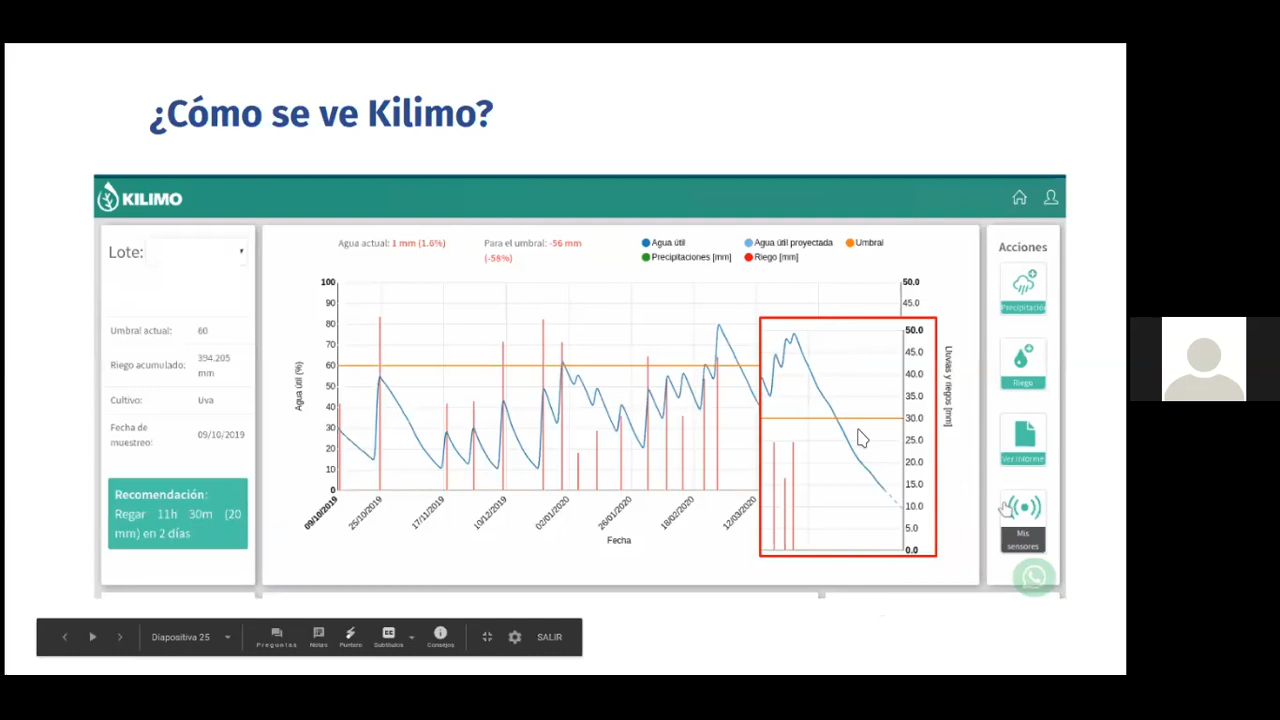 ¿Cómo se ve Kilimo?
KILIMO
Lote:
Umbral actual: 60
Riego acumulado: 394.205 mm
Cultivo: Uva
Fecha de muestreo: 09/10/2019
Recomendación:
Regar 11h 30m (20
mm) en 2 días
Agua actual: 1 mm (1.6%)
Para el umbral: -56 mm
(-58%)
Agua útil
Agua útil proyectada
Umbral
Precipitaciones [mm]
Riego [mm]
Agua útil (%)
100
90
80
70
60
50
40
30
20
10
0
09/10/2019
25/10/2019
17/11/2019
10/12/2019
02/01/2020
26/01/2020
18/02/2020
12/03/2020
Fecha
50.0
45.0
50.0
45.0
40.0
35.0
30.0
25.0
20.0
15.0
10.0
5.0
0.0
Lluvias y riegos [mm]
Acciones
Precipitación
Riego
Ver Informe
Mis
sensores
Diapositiva 25
Preguntas
Notas
Puntero
CC
Subtítulos
Consejos
SALIR